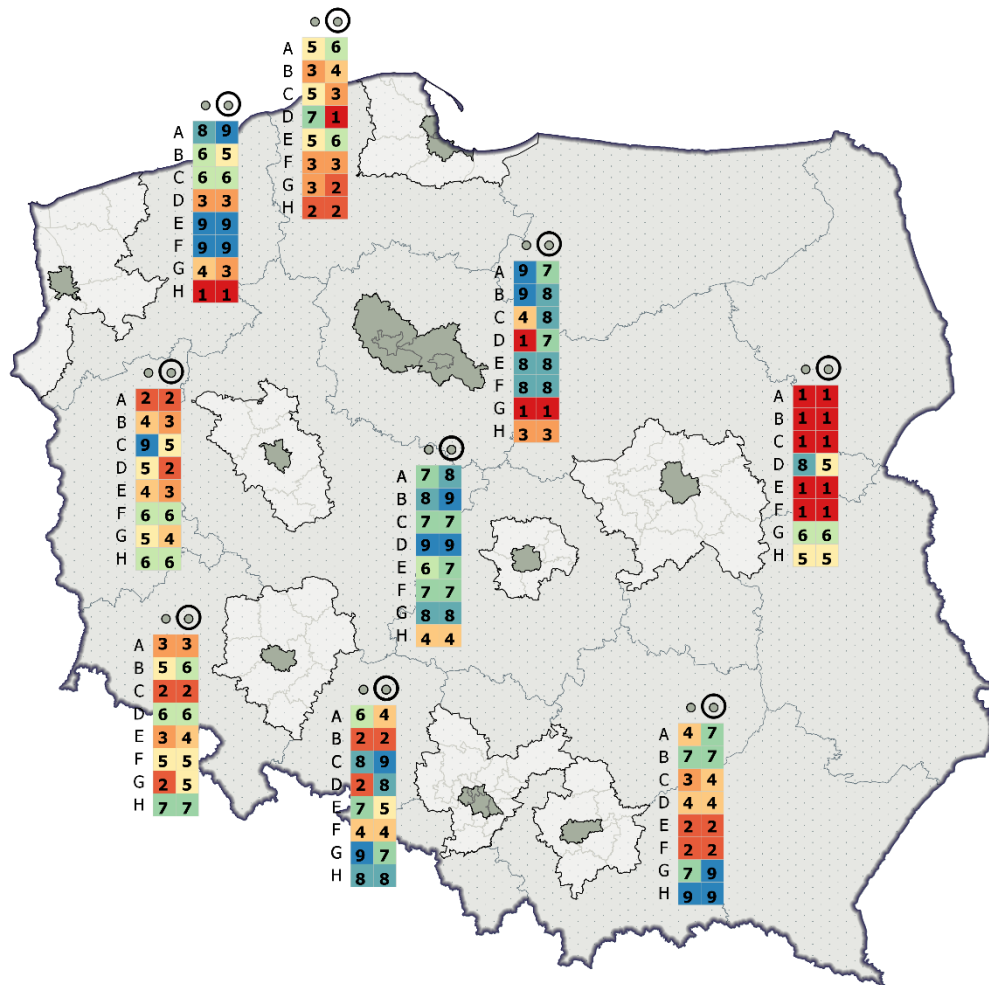 A 5 6
B 3 4
C 5 3
D 7 1
E 5 6
F 3 3
G 3 2
H 2 2
A 8 9
B 6 5
C 6 6
D 3 3
E 9 9
F 9 9
G 4 3
H 1 1
A 9 7
B 9 8
C 4 8
D 1 7
E 8 8
F 8 8
G 1 1
H 3 3
A 2 2
B 4 3
C 9 5
D 5 2
E 4 3
F 6 6
G 5 4
H 6 6
A 1 1
B 1 1
C 1 1
D 8 5
E 1 1
F 1 1
G 6 6
H 5 5
A 7 8
B 8 9
C 7 7
D 9 9
E 6 7
F 7 7
G 8 8
H 4 4
A 3 3
B 5 6
C 2 2
D 6 6
E 3 4
F 5 5
G 2 5
H 7 7
A 6 4
B 2 2
C 8 9
D 2 8
E 7 5
F 4 4
G 9 7
H 8 8
A 4 7
B 7 7
C 3 4
D 4 4
E 2 2
F 2 2
G 7 9
H 9 9